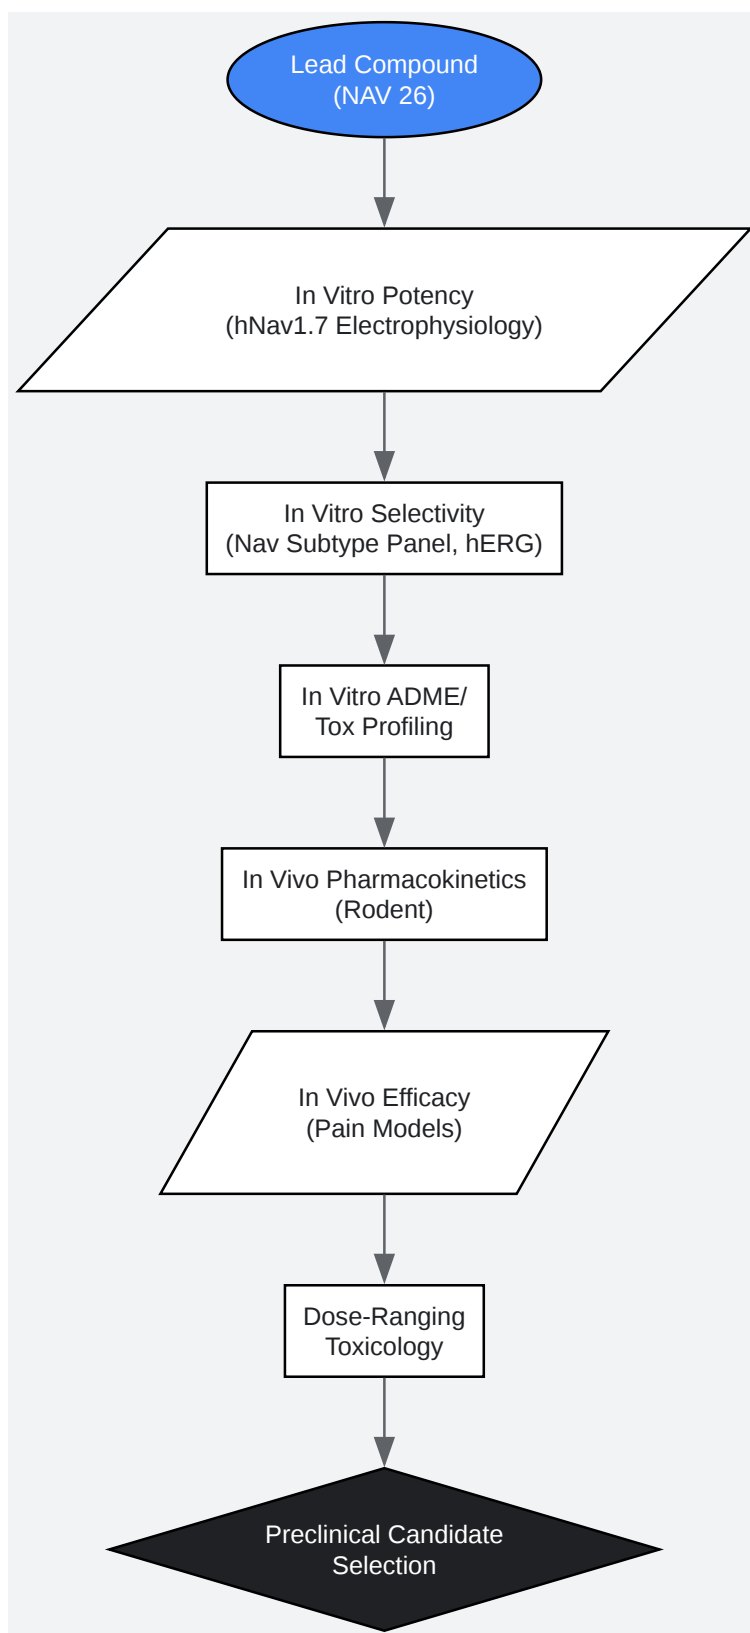 Lead Compound
(NAV 26)
In Vitro Potency
(hNav1.7 Electrophysiology)
In Vitro Selectivity
(Nav Subtype Panel, hERG)
In Vitro ADME/
Tox Profiling
In Vivo Pharmacokinetics
(Rodent)
In Vivo Efficacy
(Pain Models)
Dose-Ranging
Toxicology
Preclinical Candidate
Selection